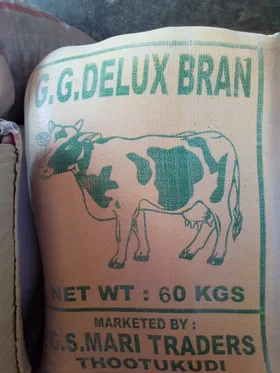 G.G.DELUX BRAN
NET WT : 60 KGS
MARKETED BY :
G.S.MARI TRADERS
THOOTUKUDI